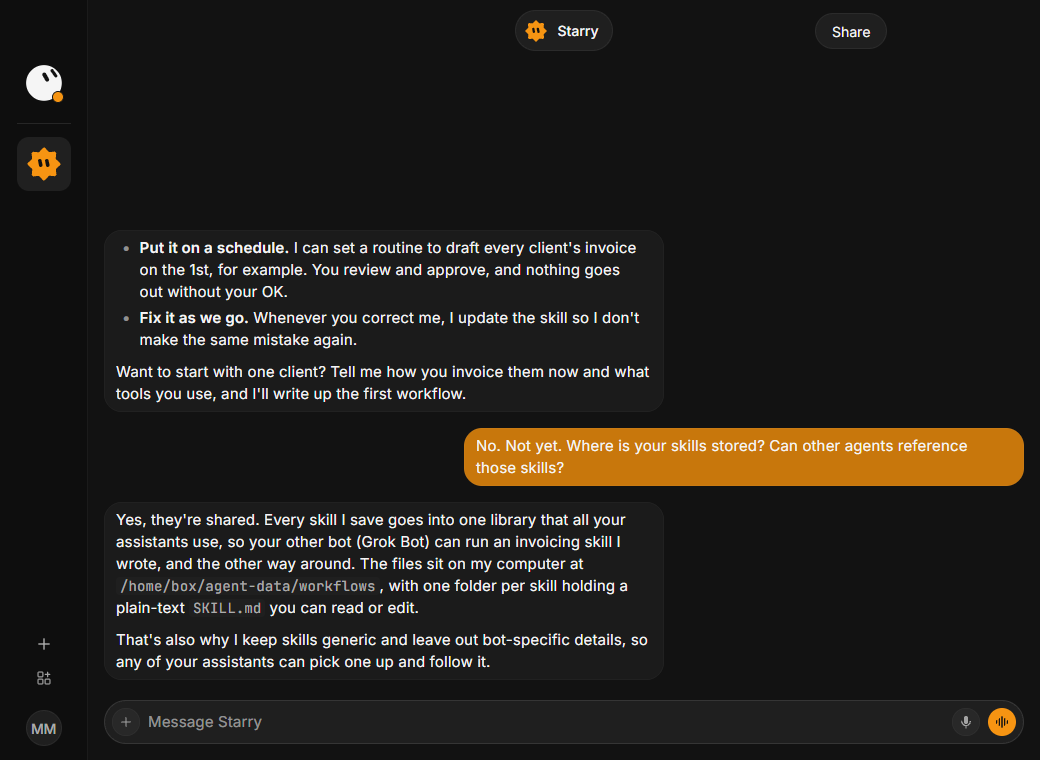 Starry
Share
Put it on a schedule. I can set a routine to draft every client's invoice
on the 1st, for example. You review and approve, and nothing goes
out without your OK.
Fix it as we go. Whenever you correct me, I update the skill so I don't
make the same mistake again.
Want to start with one client? Tell me how you invoice them now and what
tools you use, and I'll write up the first workflow.
No. Not yet. Where is your skills stored? Can other agents reference
those skills?
Yes, they're shared. Every skill I save goes into one library that all your
assistants use, so your other bot (Grok Bot) can run an invoicing skill I
wrote, and the other way around. The files sit on my computer at
/home/box/agent-data/workflows, with one folder per skill holding a
plain-text SKILL.md you can read or edit.
That's also why I keep skills generic and leave out bot-specific details, so
any of your assistants can pick one up and follow it.
MM
Message Starry